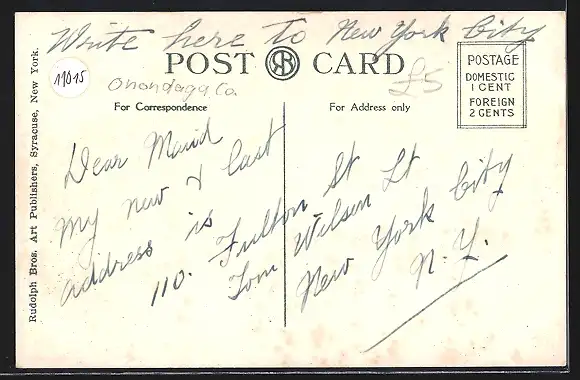 Write here to New York City
POST RB CARD
£5
POSTAGE
DOMESTIC
1 CENT
FOREIGN
2 CENTS
11015
Onondaga Co.
For Correspondence
For Address only
Dear Maud
My new & last
address is
110. Fulton St
Tom Wilson Lt
New York City
N. Y.
Rudolph Bros. Art Publishers, Syracuse, New York.